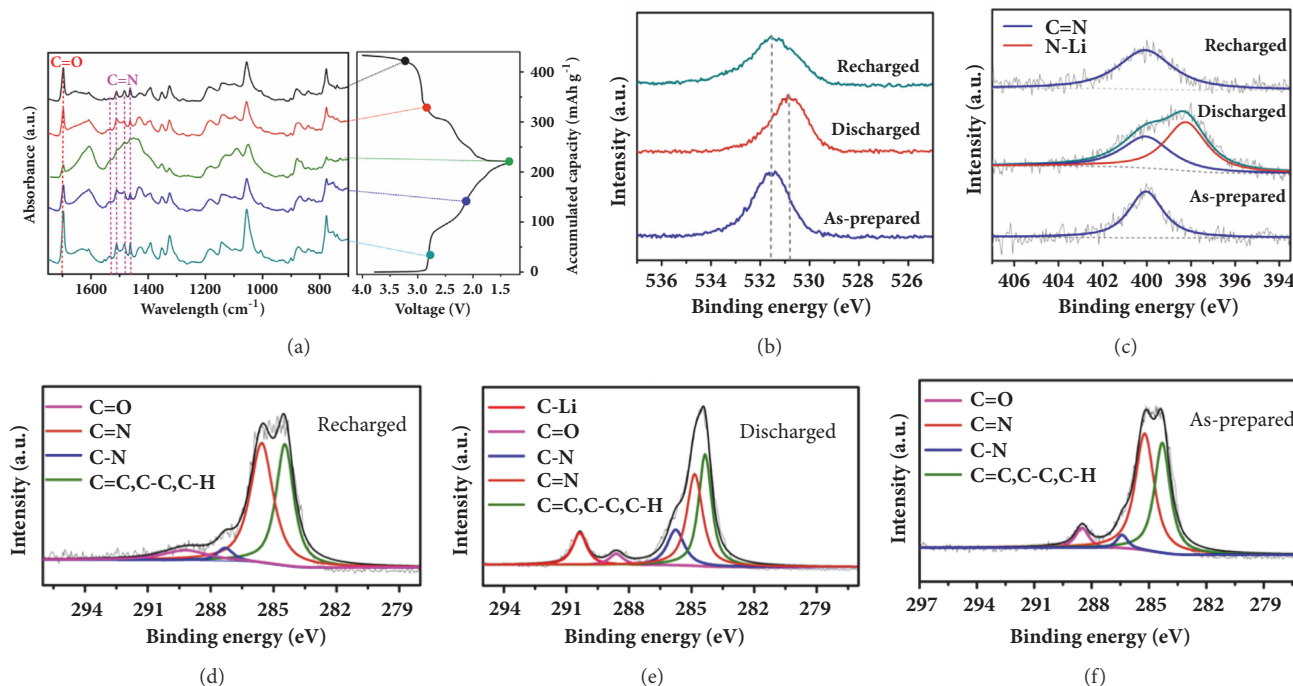 C=O
C=N
Absorbance (a.u.)
1600 1400 1200 1000 800
Wavelength (cm−1)
4.0 3.5 3.0 2.5 2.0 1.5
Voltage (V)
400
300
200
100
0
Accumulated capacity (mAh g−1)
(a)
Recharged
Discharged
As-prepared
Intensity (a.u.)
536 534 532 530 528 526
Binding energy (eV)
(b)
C=N
N-Li
Recharged
Discharged
As-prepared
Intensity (a.u.)
406 404 402 400 398 396 394
Binding energy (eV)
(c)
C=O
C=N
C-N
C=C,C-C,C-H
Recharged
Intensity (a.u.)
294 291 288 285 282 279
Binding energy (eV)
(d)
C-Li
C=O
C-N
C=N
C=C,C-C,C-H
Discharged
Intensity (a.u.)
294 291 288 285 282 279
Binding energy (eV)
(e)
C=O
C=N
C-N
C=C,C-C,C-H
As-prepared
Intensity (a.u.)
297 294 291 288 285 282 279
Binding energy (eV)
(f)